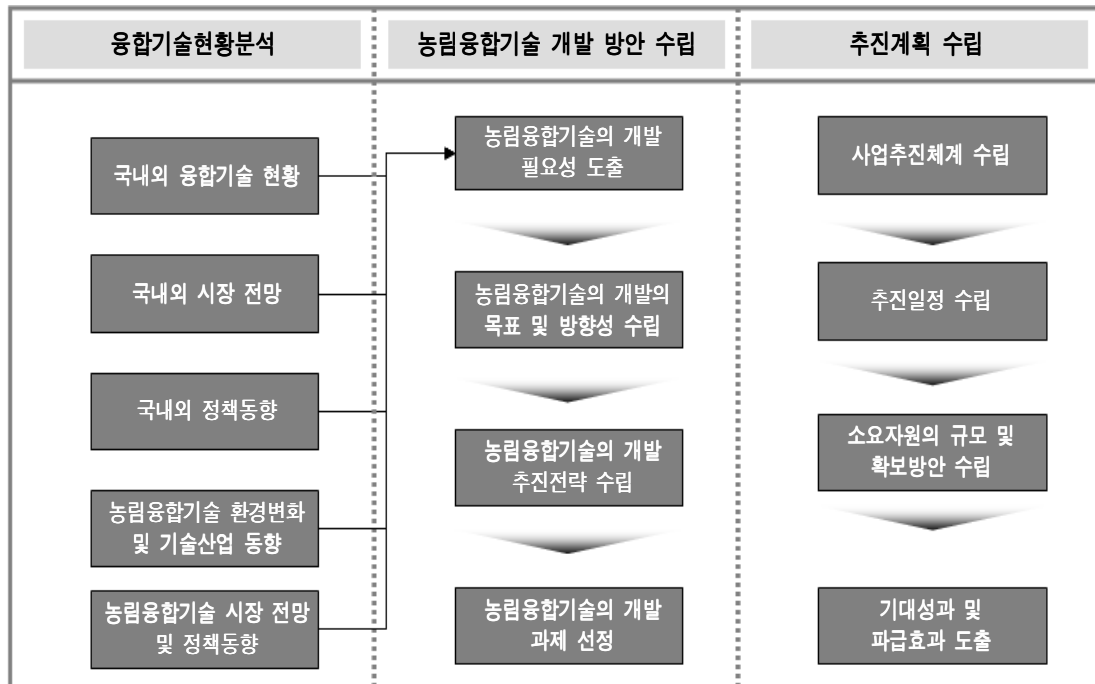 융합기술현황분석
농림융합기술 개발 방안 수립
추진계획 수립
국내외 융합기술 현황
국내외 시장 전망
국내외 정책동향
농림융합기술 환경변화
및 기술산업 동향
농림융합기술 시장 전망
및 정책동향
농림융합기술의 개발
필요성 도출
농림융합기술의 개발의
목표 및 방향성 수립
농림융합기술의 개발
추진전략 수립
농림융합기술의 개발
과제 선정
사업추진체계 수립
추진일정 수립
소요자원의 규모 및
확보방안 수립
기대성과 및
파급효과 도출